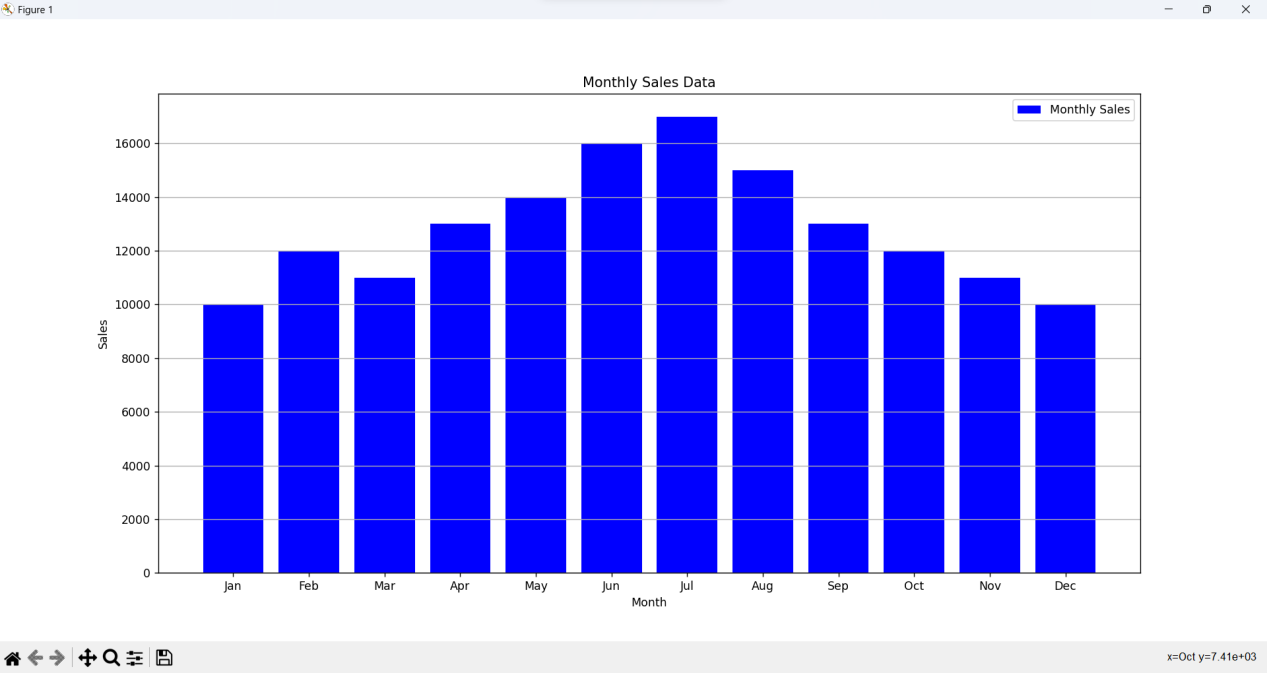 Figure 1
Monthly Sales Data
Monthly Sales
16000
14000
12000
10000
8000
6000
4000
2000
0
Sales
Jan Feb Mar Apr May Jun Jul Aug Sep Oct Nov Dec
Month
x=Oct y=7.41e+03